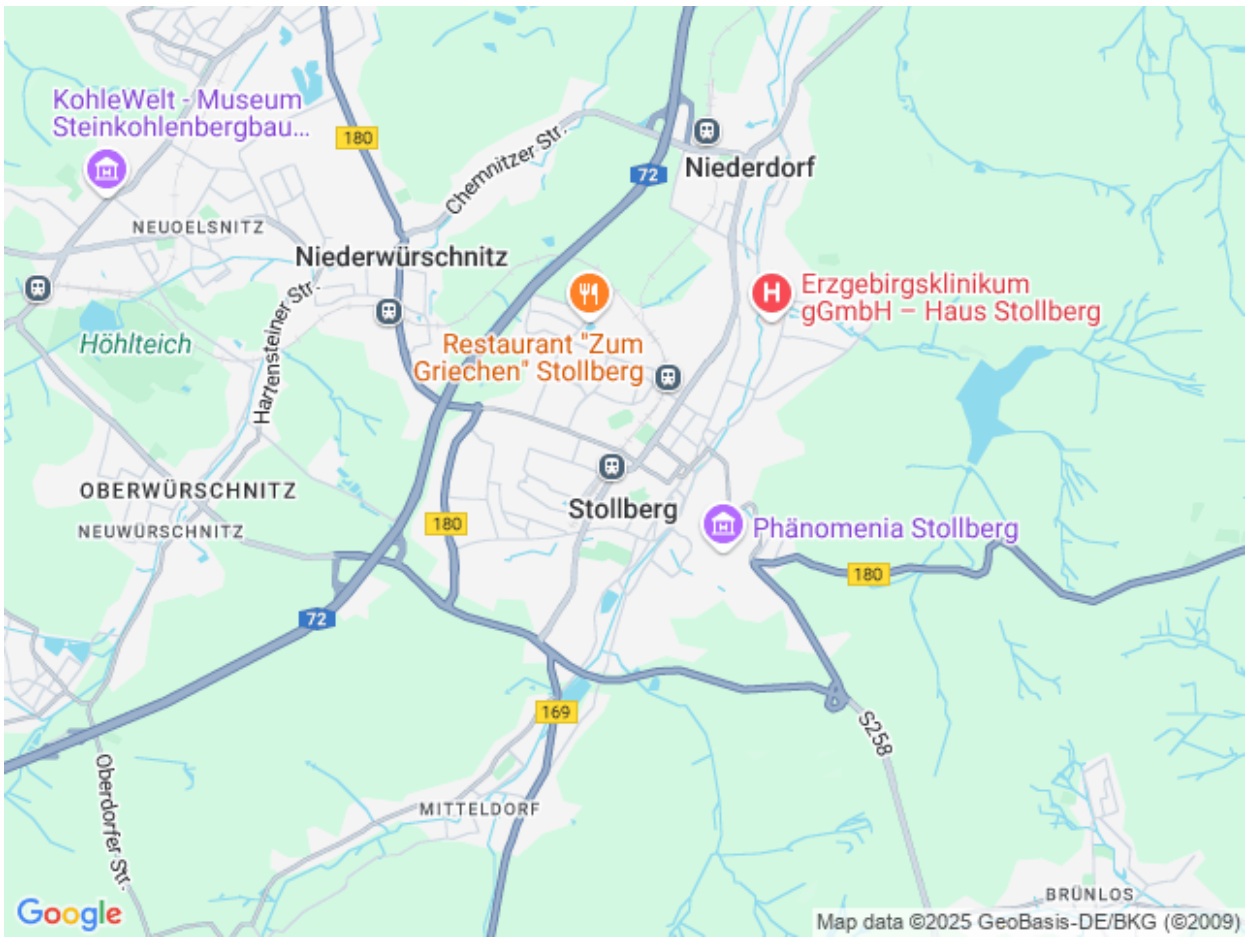 KohleWelt - Museum
Steinkohlenbergbau...
180
Chemnitzer Str.
72
Niederdorf
NEUOELSNITZ
Niederwürschnitz
Hartensteiner Str.
Höhlteich
Restaurant "Zum
Griechen" Stollberg
H
Erzgebirgsklinikum
gGmbH – Haus Stollberg
OBERWÜRSCHNITZ
NEUWÜRSCHNITZ
180
Stollberg
Phänomenia Stollberg
180
72
169
S258
Oberdorfer Str.
MITTELDORF
BRÜNLOS
Google
Map data ©2025 GeoBasis-DE/BKG (©2009)